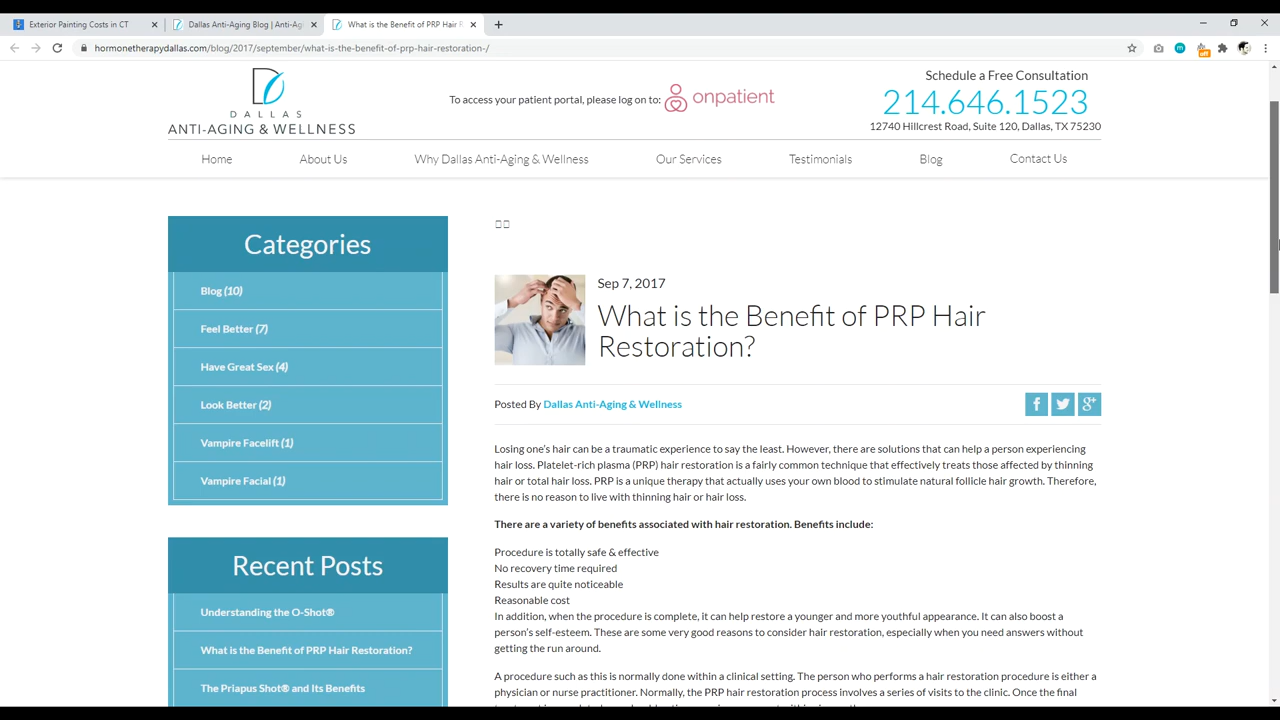 Exterior Painting Costs in CT
Dallas Anti-Aging Blog | Anti-Ag
What is the Benefit of PRP Hair R
hormonetherapydallas.com/blog/2017/september/what-is-the-benefit-of-prp-hair-restoration-/
off
DALLAS
ANTI-AGING & WELLNESS
To access your patient portal, please log on to: onpatient
Schedule a Free Consultation
214.646.1523
12740 Hillcrest Road, Suite 120, Dallas, TX 75230
Home About Us Why Dallas Anti-Aging & Wellness Our Services Testimonials Blog Contact Us
Categories
Blog (10)
Feel Better (7)
Have Great Sex (4)
Look Better (2)
Vampire Facelift (1)
Vampire Facial (1)
Recent Posts
Understanding the O-Shot®
What is the Benefit of PRP Hair Restoration?
The Priapus Shot® and Its Benefits
Sep 7, 2017
What is the Benefit of PRP Hair
Restoration?
Posted By Dallas Anti-Aging & Wellness
Losing one's hair can be a traumatic experience to say the least. However, there are solutions that can help a person experiencing
hair loss. Platelet-rich plasma (PRP) hair restoration is a fairly common technique that effectively treats those affected by thinning
hair or total hair loss. PRP is a unique therapy that actually uses your own blood to stimulate natural follicle hair growth. Therefore,
there is no reason to live with thinning hair or hair loss.
There are a variety of benefits associated with hair restoration. Benefits include:
Procedure is totally safe & effective
No recovery time required
Results are quite noticeable
Reasonable cost
In addition, when the procedure is complete, it can help restore a younger and more youthful appearance. It can also boost a
person's self-esteem. These are some very good reasons to consider hair restoration, especially when you need answers without
getting the run around.
A procedure such as this is normally done within a clinical setting. The person who performs a hair restoration procedure is either a
physician or nurse practitioner. Normally, the PRP hair restoration process involves a series of visits to the clinic. Once the final